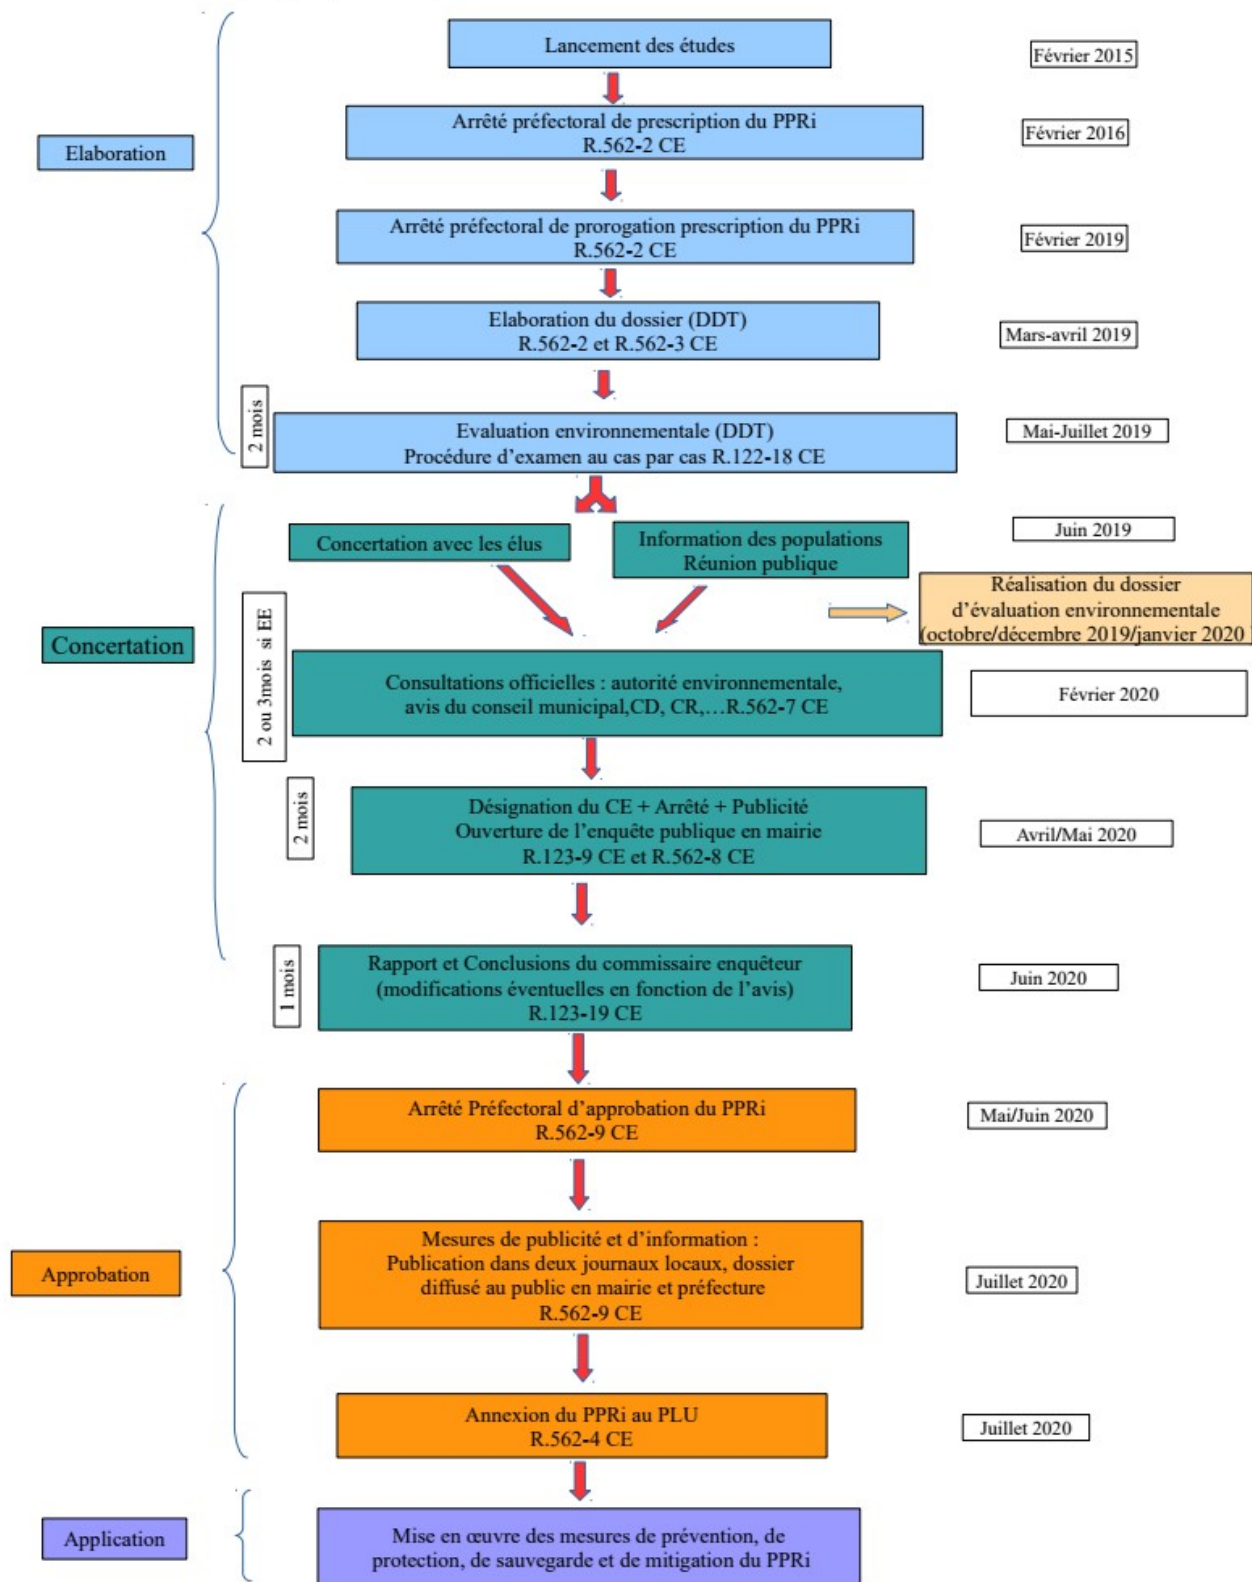 Lancement des études
Février 2015
Arrêté préfectoral de prescription du PPRi
R.562-2 CE
Février 2016
Elaboration
Arrêté préfectoral de prorogation prescription du PPRi
R.562-2 CE
Février 2019
Elaboration du dossier (DDT)
R.562-2 et R.562-3 CE
Mars-avril 2019
2 mois
Evaluation environnementale (DDT)
Procédure d'examen au cas par cas R.122-18 CE
Mai-Juillet 2019
Concertation avec les élus
Information des populations
Réunion publique
Juin 2019
Réalisation du dossier
d'évaluation environnementale
(octobre/décembre 2019/janvier 2020 )
Concertation
2 ou 3mois si EE
Consultations officielles : autorité environnementale,
avis du conseil municipal,CD, CR,…R.562-7 CE
Février 2020
2 mois
Désignation du CE + Arrêté + Publicité
Ouverture de l'enquête publique en mairie
R.123-9 CE et R.562-8 CE
Avril/Mai 2020
1 mois
Rapport et Conclusions du commissaire enquêteur
(modifications éventuelles en fonction de l'avis)
R.123-19 CE
Juin 2020
Arrêté Préfectoral d'approbation du PPRi
R.562-9 CE
Mai/Juin 2020
Approbation
Mesures de publicité et d'information :
Publication dans deux journaux locaux, dossier
diffusé au public en mairie et préfecture
R.562-9 CE
Juillet 2020
Annexion du PPRi au PLU
R.562-4 CE
Juillet 2020
Application
Mise en œuvre des mesures de prévention, de
protection, de sauvegarde et de mitigation du PPRi